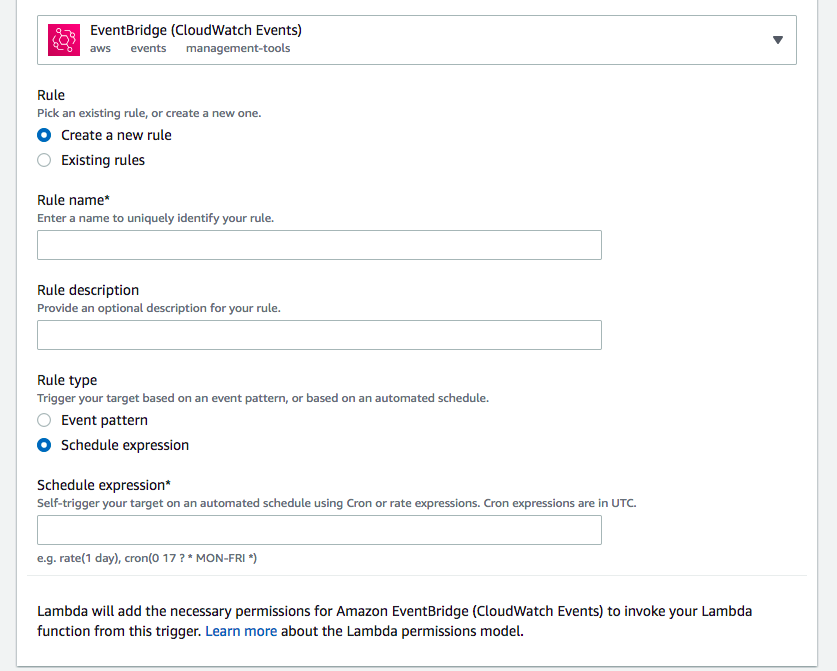 EventBridge (CloudWatch Events)
aws events management-tools
Rule
Pick an existing rule, or create a new one.
Create a new rule
Existing rules
Rule name*
Enter a name to uniquely identify your rule.
Rule description
Provide an optional description for your rule.
Rule type
Trigger your target based on an event pattern, or based on an automated schedule.
Event pattern
Schedule expression
Schedule expression*
Self-trigger your target on an automated schedule using Cron or rate expressions. Cron expressions are in UTC.
e.g. rate(1 day), cron(0 17 ? * MON-FRI *)
Lambda will add the necessary permissions for Amazon EventBridge (CloudWatch Events) to invoke your Lambda
function from this trigger. Learn more about the Lambda permissions model.